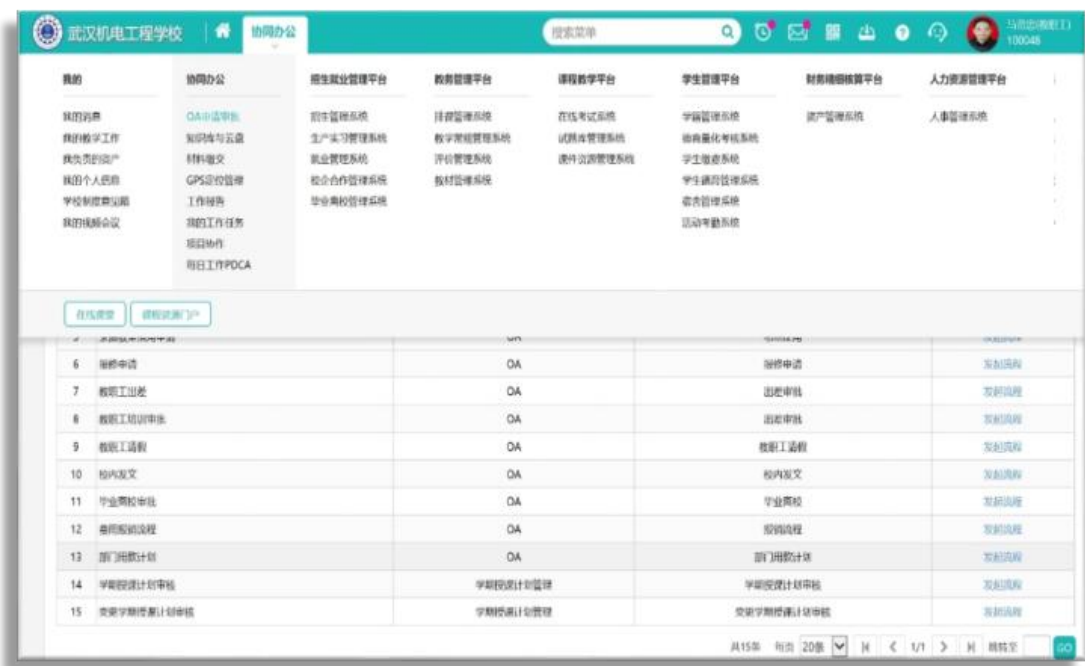 武汉机电工程学校
协同办公
搜索菜单
100048
我的 协同办公 招生就业管理平台 教务管理平台 课程教学平台 学生管理平台 财务精细核算平台 人力资源管理平台
我的消息 OA申请审批 招生管理系统 排课管理系统 在线考试系统 学籍管理系统 资产管理系统 人事管理系统
我的教学工作 知识库与云盘 生产实习管理系统 教学常规管理系统 试题库管理系统 德育量化考核系统
我负责的资产 材料缴交 就业管理系统 评价管理系统 课件资源管理系统 学生缴费系统
我的个人信息 GPS定位管理 校企合作管理系统 教材管理系统
工作报告 毕业离校管理系统 宿舍管理系统
我的视频会议 我的工作任务 活动考勤系统
项目协作
每日工作PDCA
在线课堂 课程资源门户
6 报修申请 OA 报修申请 发起流程
7 教职工出差 OA 出差审批 发起流程
8 教职工培训审批 OA 出差审批 发起流程
9 教职工请假 OA 教职工请假 发起流程
10 校内发文 OA 校内发文 发起流程
11 毕业离校审批 OA 毕业离校 发起流程
12 费用报销流程 OA 报销流程 发起流程
13 部门用款计划 OA 部门用款计划 发起流程
14 学期授课计划审核 学期授课计划管理 学期授课计划审核 发起流程
15 变更学期授课计划审核 学期授课计划管理 变更学期授课计划审核 发起流程
共15条 每页 20条 1/1 跳转至 GO